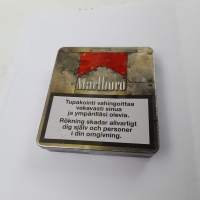 Marlboro
Tupakointi vahingoittaa
vakavasti sinua
ja ympärilläsi olevia.
Rökning skadar allvarligt
dig själv och personer
i din omgivning.